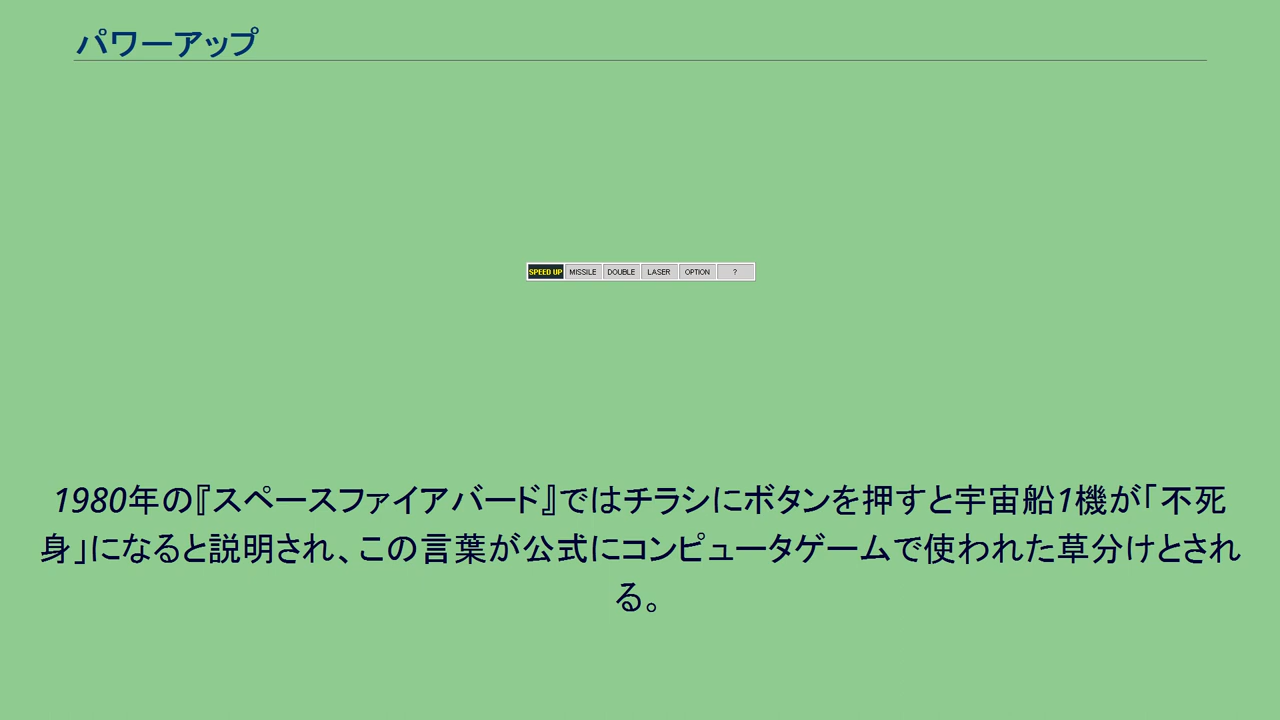 パワーアップ
SPEED UP MISSILE DOUBLE LASER OPTION ?
1980年の『スペースファイアバード』ではチラシにボタンを押すと宇宙船1機が「不死
身」になると説明され、この言葉が公式にコンピュータゲームで使われた草分けとされ
る。